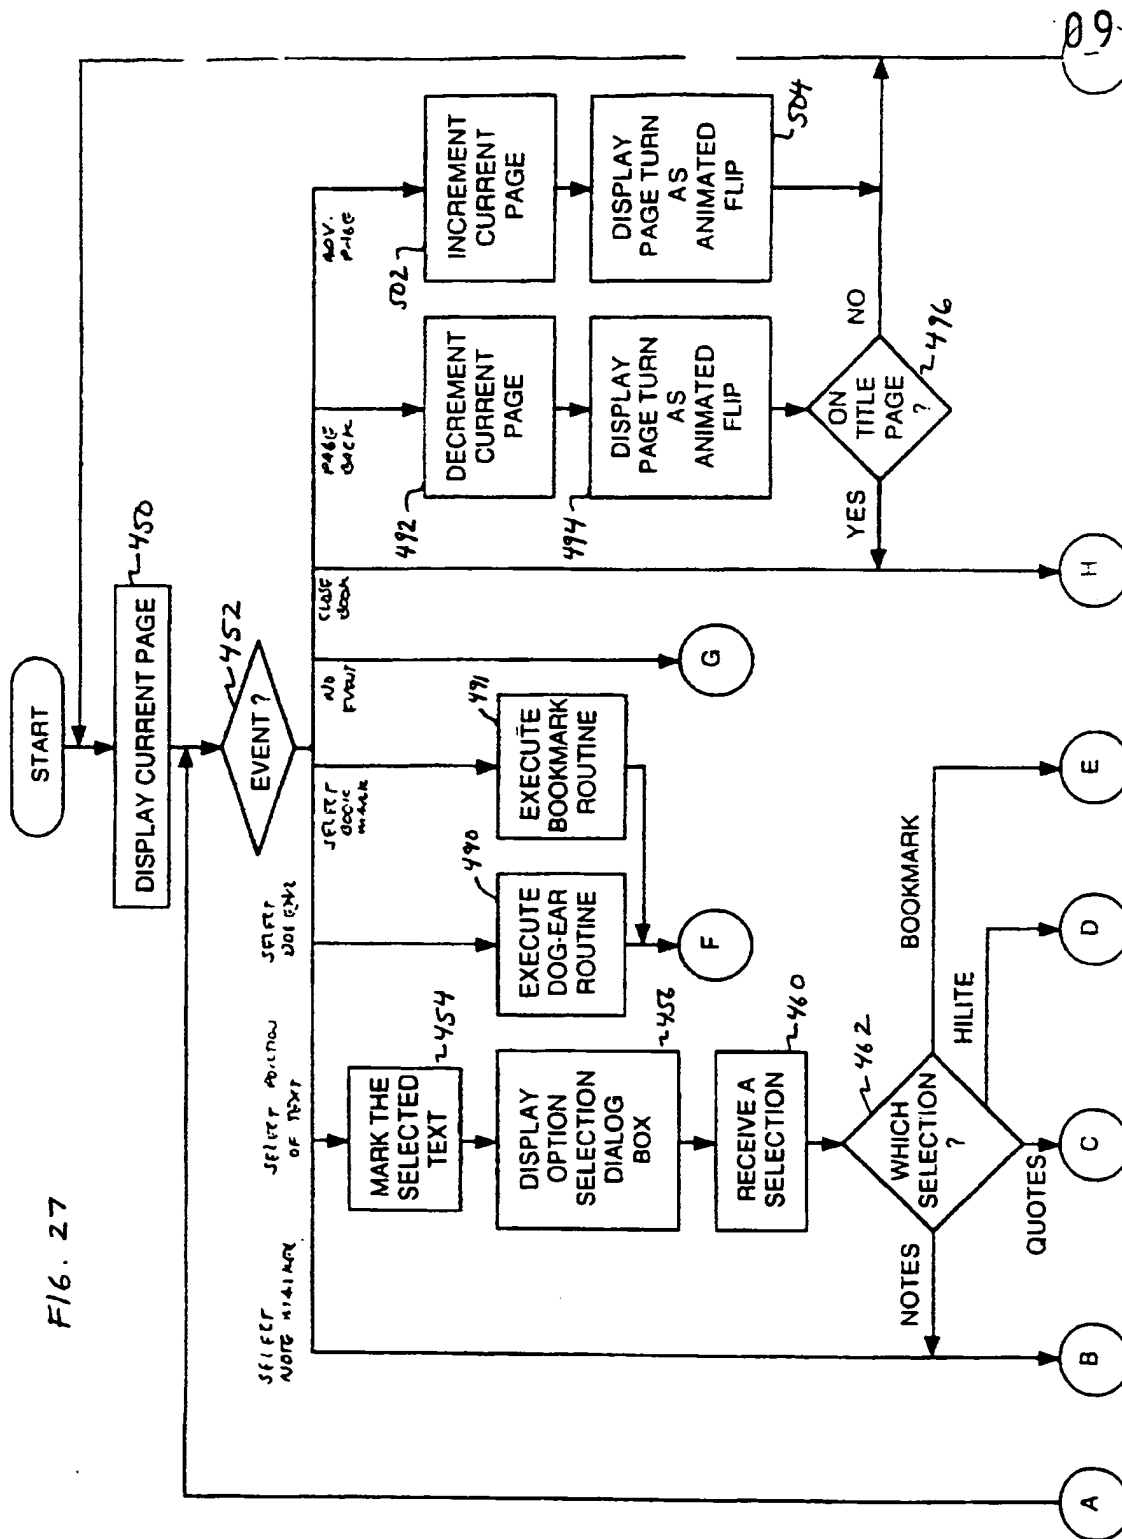 FIG. 27
START
DISPLAY CURRENT PAGE
450
EVENT ?
452
SELECT
NOTE
SELECT PORTION
OF TEXT
SELECT
DOG EAR
SELECT
BOOK
MARK
NO
EVENT
CLOSE
BOOK
PAGE
BACK
ADV.
PAGE
MARK THE
SELECTED
TEXT
454
DISPLAY
OPTION
SELECTION
DIALOG
BOX
456
RECEIVE A
SELECTION
460
WHICH
SELECTION
?
462
NOTES
QUOTES
HILITE
BOOKMARK
EXECUTE
DOG-EAR
ROUTINE
490
EXECUTE
BOOKMARK
ROUTINE
491
DECREMENT
CURRENT
PAGE
492
DISPLAY
PAGE TURN
AS
ANIMATED
FLIP
494
ON
TITLE
PAGE
?
496
YES
NO
INCREMENT
CURRENT
PAGE
502
DISPLAY
PAGE TURN
AS
ANIMATED
FLIP
504
F
G
A
B
C
D
E
H
09